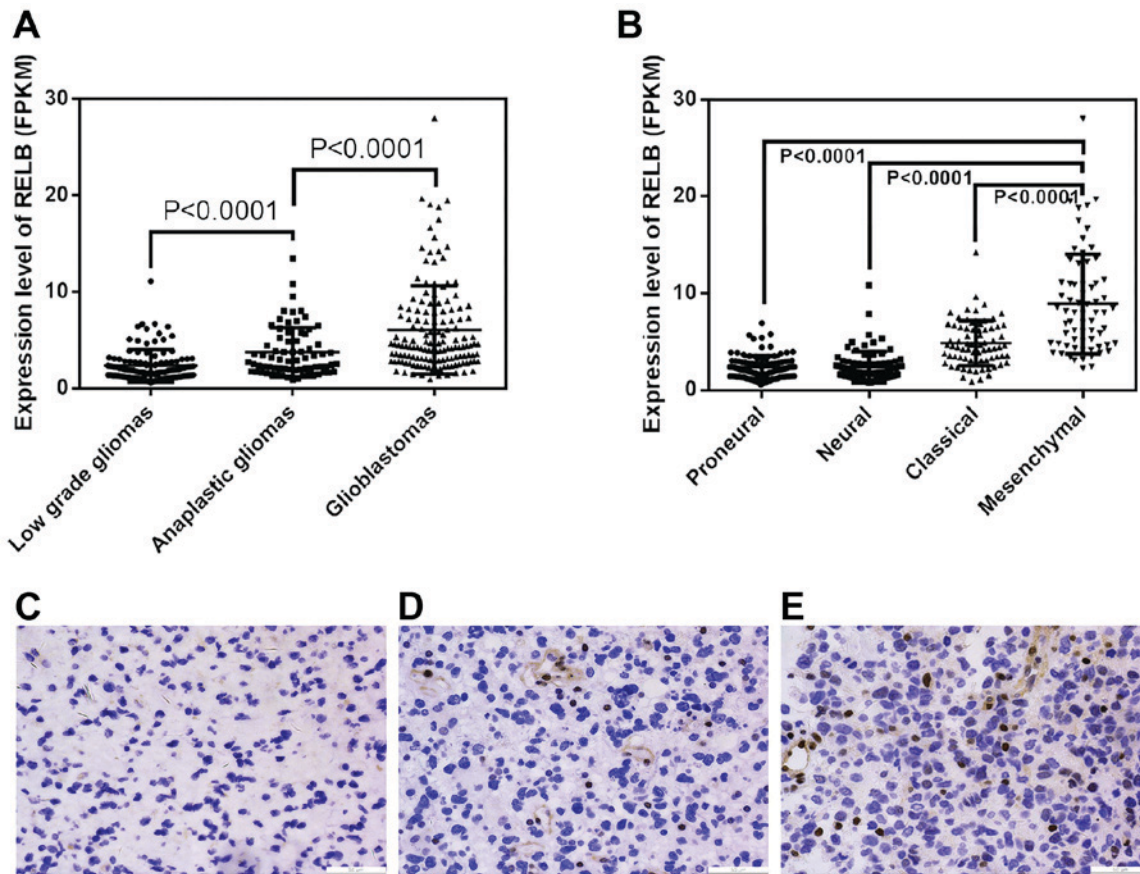 A
Expression level of RELB (FPKM)
30
20
10
0
P<0.0001
P<0.0001
Low grade gliomas
Anaplastic gliomas
Glioblastomas
B
Expression level of RELB (FPKM)
30
20
10
0
P<0.0001
P<0.0001
P<0.0001
Proneural
Neural
Classical
Mesenchymal
C
D
E